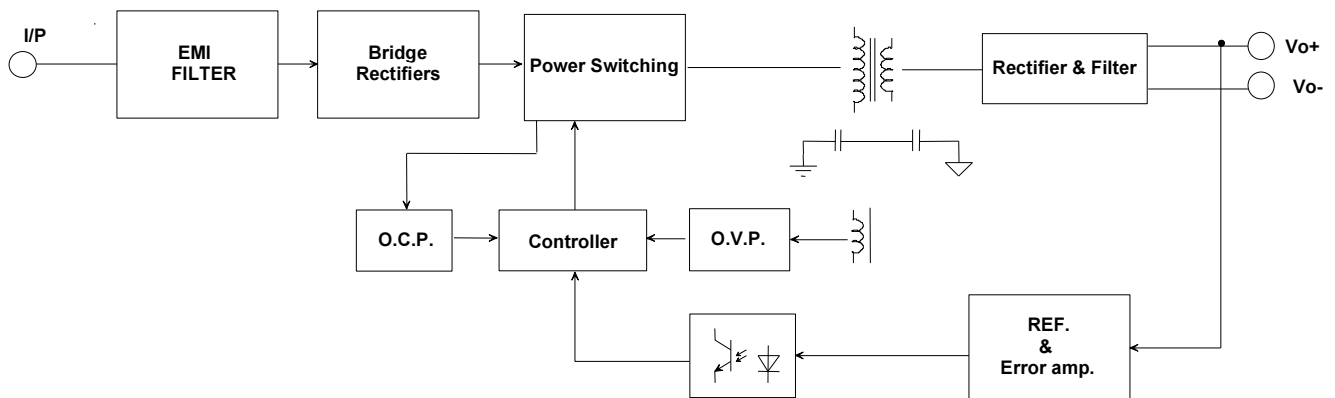 I/P
EMI
FILTER
Bridge
Rectifiers
Power Switching
Rectifier & Filter
Vo+
Vo-
O.C.P.
Controller
O.V.P.
REF.
&
Error amp.